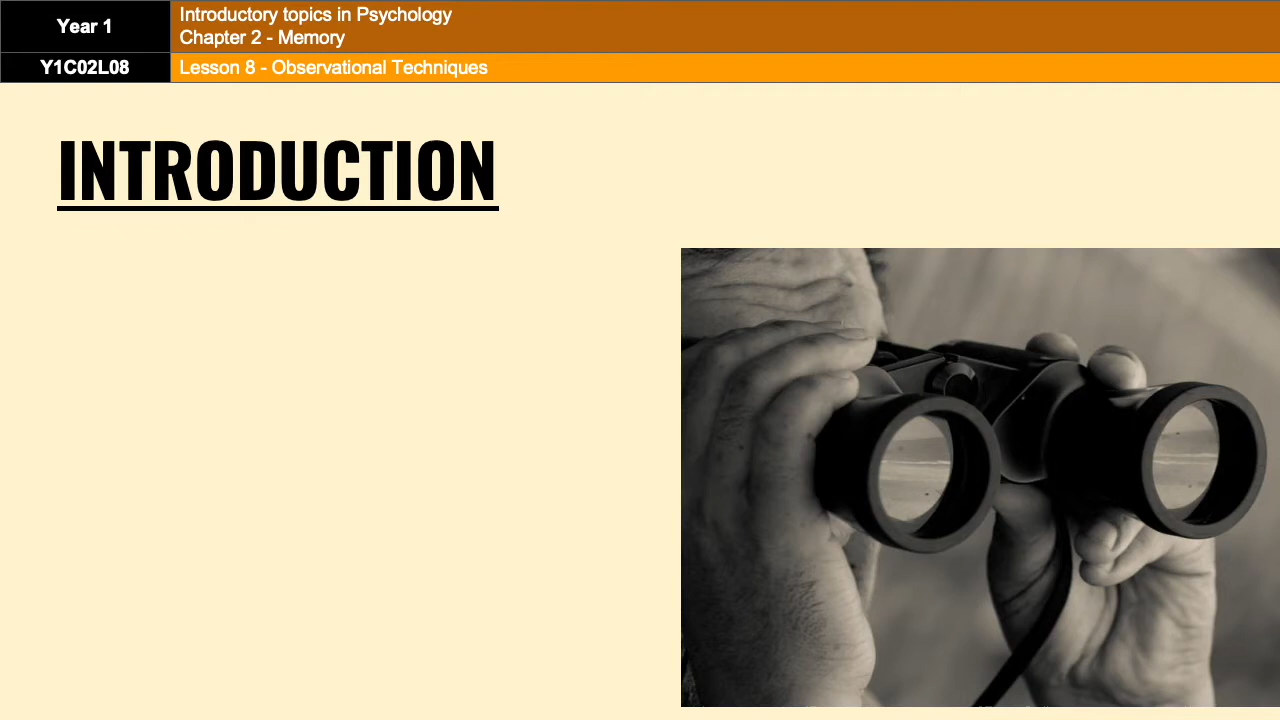 Year 1
Introductory topics in Psychology
Chapter 2 - Memory
Y1C02L08
Lesson 8 - Observational Techniques
INTRODUCTION